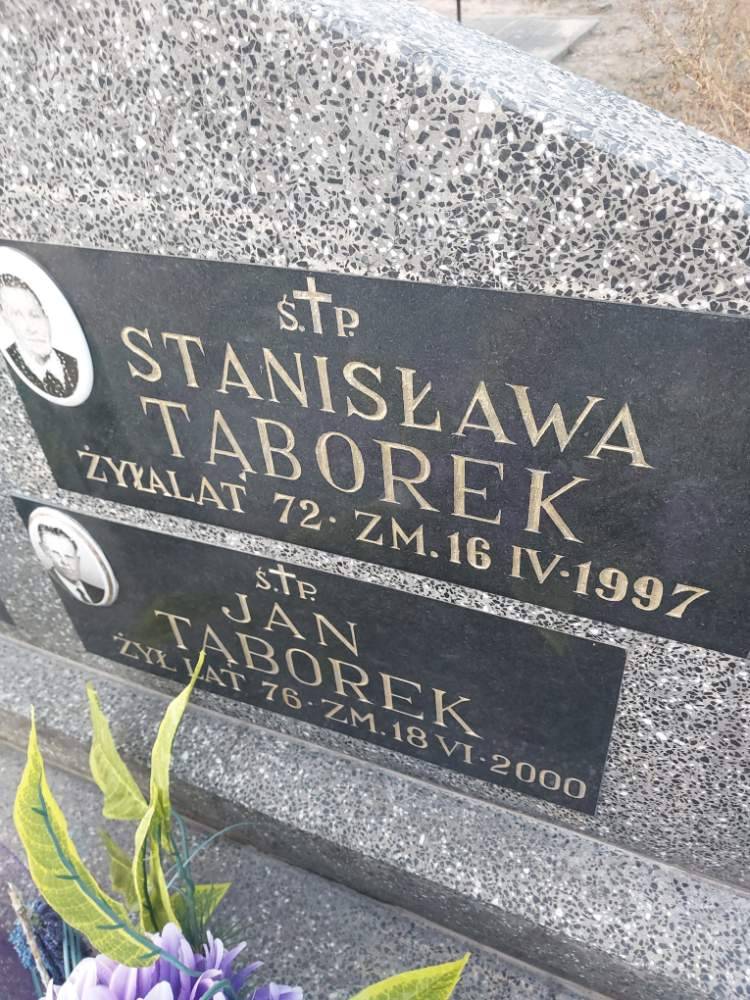 Ś.†P.
STANISŁAWA
TĄBOREK
ŻYŁA LAT 72. ZM. 16 IV. 1997
Ś.†P.
JAN
TĄBOREK
ŻYŁ LAT 76. ZM. 18 VI. 2000